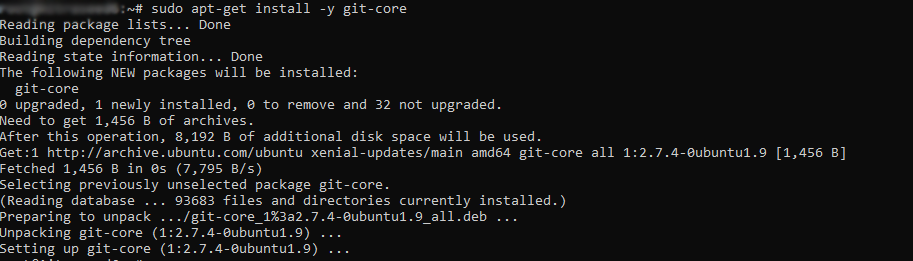 :~# sudo apt-get install -y git-core
Reading package lists... Done
Building dependency tree
Reading state information... Done
The following NEW packages will be installed:
  git-core
0 upgraded, 1 newly installed, 0 to remove and 32 not upgraded.
Need to get 1,456 B of archives.
After this operation, 8,192 B of additional disk space will be used.
Get:1 http://archive.ubuntu.com/ubuntu xenial-updates/main amd64 git-core all 1:2.7.4-0ubuntu1.9 [1,456 B]
Fetched 1,456 B in 0s (7,795 B/s)
Selecting previously unselected package git-core.
(Reading database ... 93683 files and directories currently installed.)
Preparing to unpack .../git-core_1%3a2.7.4-0ubuntu1.9_all.deb ...
Unpacking git-core (1:2.7.4-0ubuntu1.9) ...
Setting up git-core (1:2.7.4-0ubuntu1.9) ...